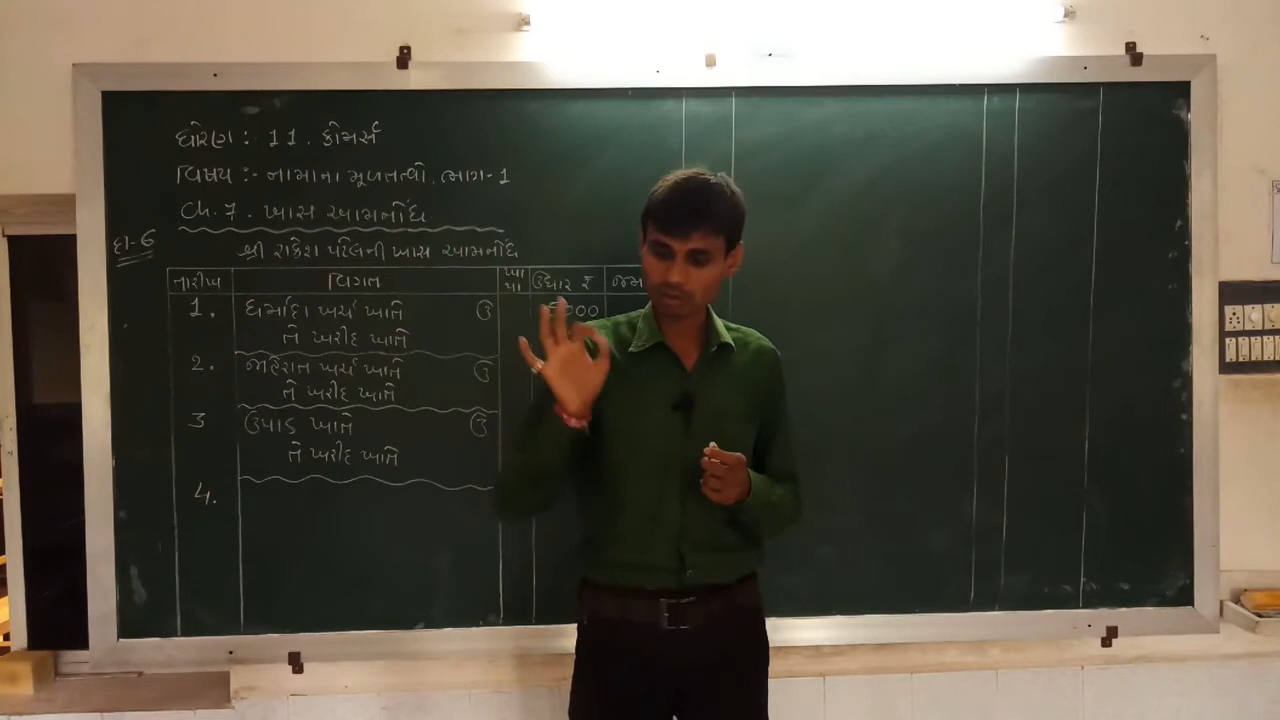 ધોરણ :- 11. કોમર્સ
વિષય :- નામાના મૂળતત્વો. ભાગ-1
Ch. 7. ખાસ આમનોંધ
દા-6
શ્રી રાકેશ પટેલની ખાસ આમનોંધ
તારીખ વિગત ખા પા ઉધાર ₹ જમ
1. ધર્માદા ખર્ચ ખાતે ઉ
તે ખરીદ ખાતે
2. જાહેરાત ખર્ચ ખાતે ઉ
તે ખરીદ ખાતે
3 ઉપાડ ખાતે ઉ
તે ખરીદ ખાતે
4.